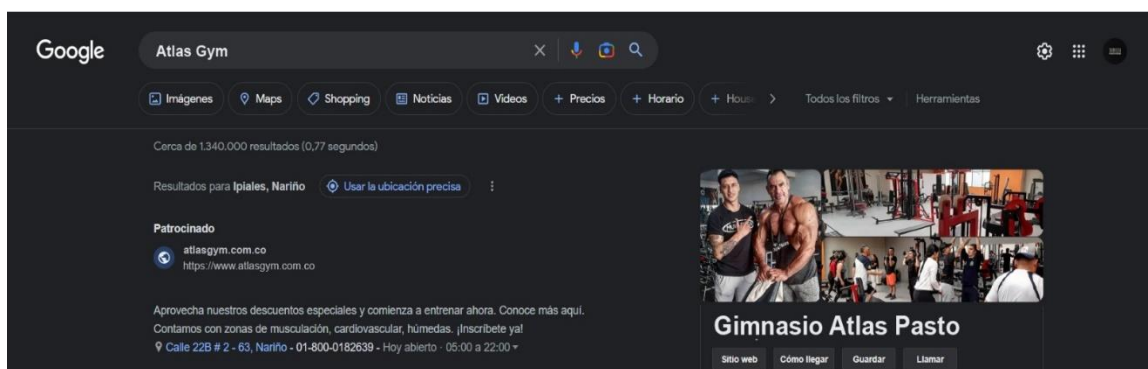 Google
Atlas Gym
Imágenes
Maps
Shopping
Noticias
Videos
+ Precios
+ Horario
+ Hous
Todos los filtros
Herramientas
Cerca de 1.340.000 resultados (0,77 segundos)
Resultados para Ipiales, Nariño
Usar la ubicación precisa
Patrocinado
atlasgym.com.co
https://www.atlasgym.com.co
Aprovecha nuestros descuentos especiales y comienza a entrenar ahora. Conoce más aquí.
Contamos con zonas de musculación, cardiovascular, húmedas. ¡Inscríbete ya!
Calle 22B # 2 - 63, Nariño - 01-800-0182639 - Hoy abierto · 05:00 a 22:00
Gimnasio Atlas Pasto
Sitio web
Cómo llegar
Guardar
Llamar